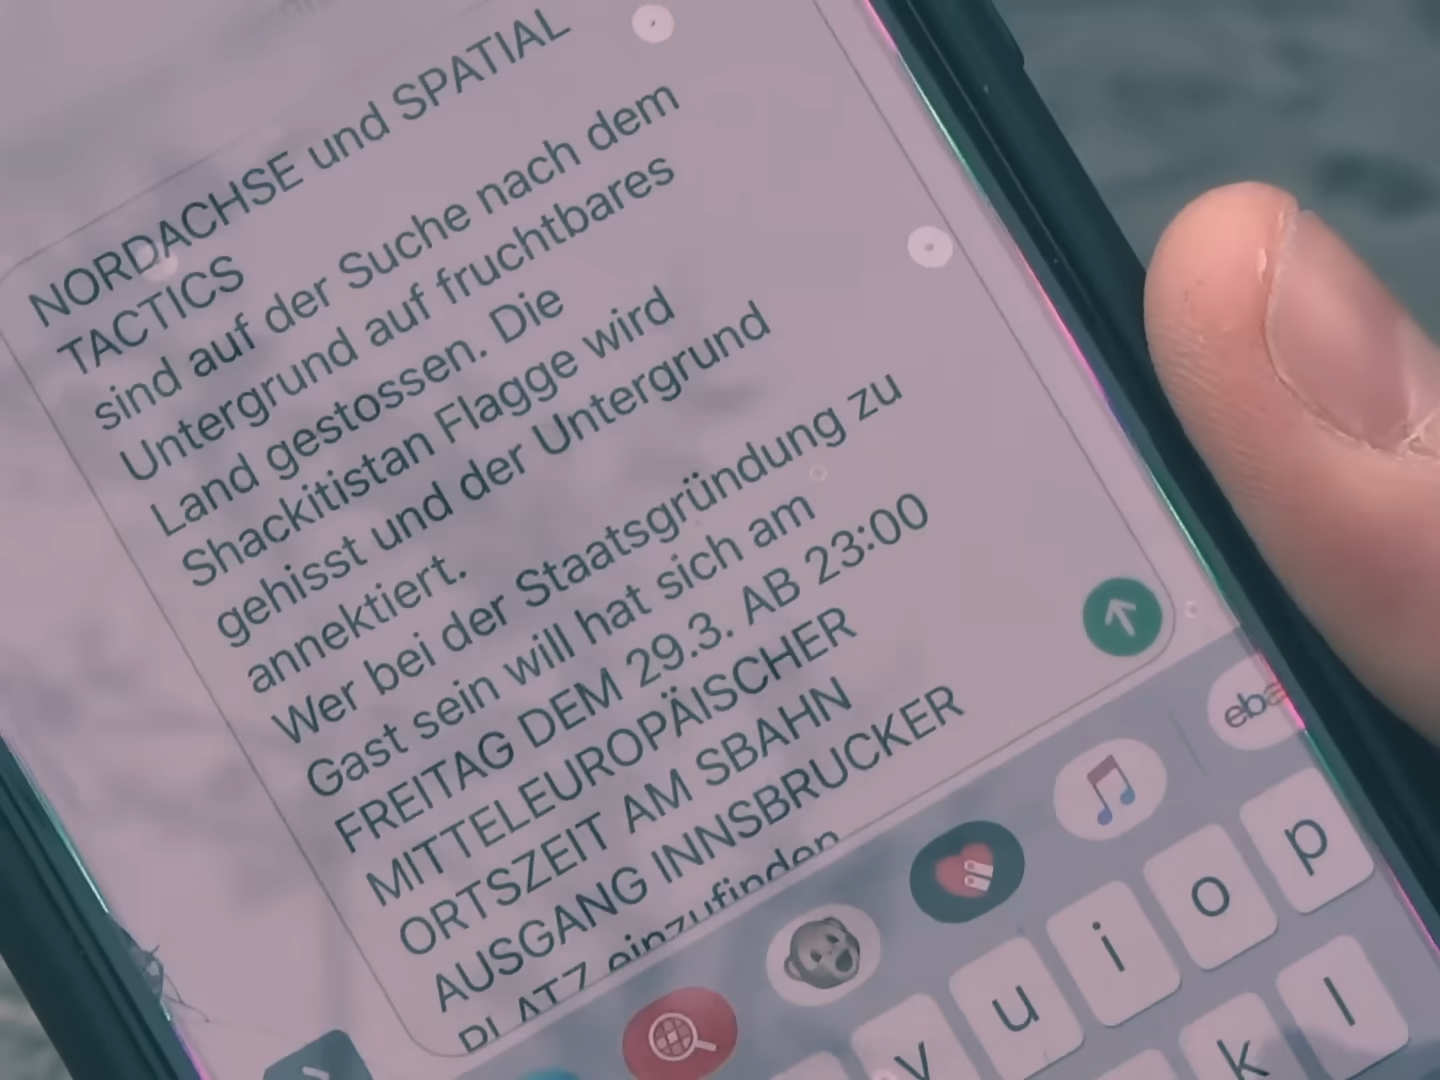 NORDACHSE und SPATIAL
TACTICS
sind auf der Suche nach dem
Untergrund auf fruchtbares
Land gestossen. Die
Shackitistan Flagge wird
gehisst und der Untergrund
annektiert.
Wer bei der Staatsgründung zu
Gast sein will hat sich am
FREITAG DEM 29.3. AB 23:00
MITTELEUROPÄISCHER
ORTSZEIT AM SBAHN
AUSGANG INNSBRUCKER
PLATZ einzufinden
u i o p
k l